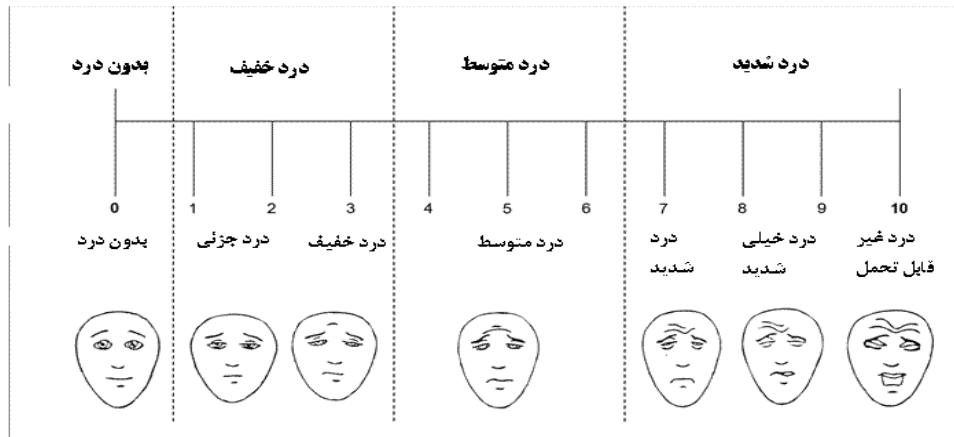 بدون درد
درد خفیف
درد متوسط
درد شدید
0 1 2 3 4 5 6 7 8 9 10
بدون درد
درد جزئی
درد خفیف
درد متوسط
درد
شدید
درد خیلی
شدید
درد غیر
قابل تحمل